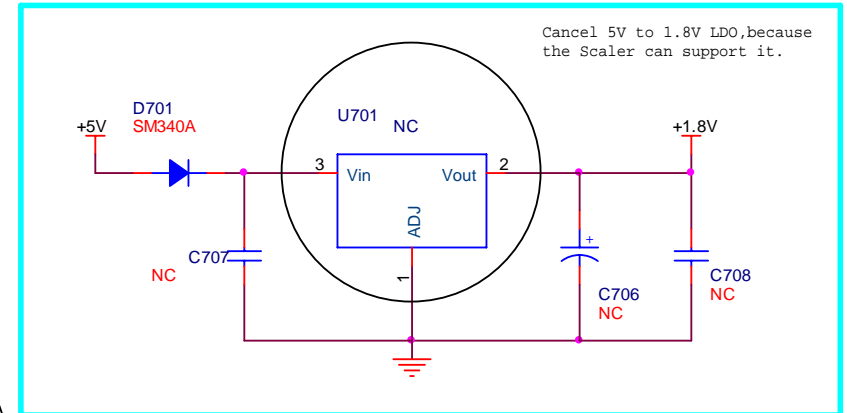 Cancel 5V to 1.8V LDO,because
the Scaler can support it.
D701
SM340A
+5V
U701
NC
+1.8V
3
Vin
Vout
2
ADJ
1
C707
NC
+
C706
NC
C708
NC